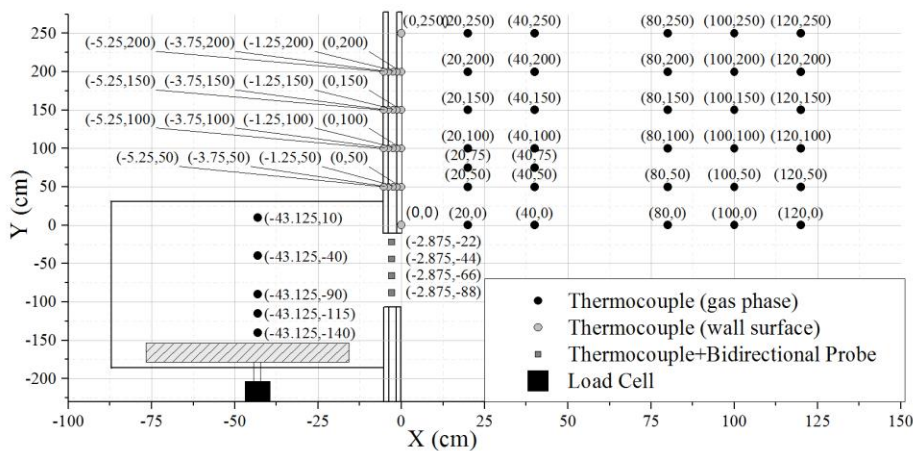 (0,250) (20,250) (40,250) (80,250) (100,250) (120,250)
250
(-5.25,200) (-3.75,200) (-1.25,200) (0,200) (20,200) (40,200) (80,200) (100,200) (120,200)
200
(-5.25,150) (-3.75,150) (-1.25,150) (0,150) (20,150) (40,150) (80,150) (100,150) (120,150)
150
(-5.25,100) (-3.75,100) (-1.25,100) (0,100) (20,100) (40,100) (80,100) (100,100) (120,100)
100
(20,75) (40,75)
(-5.25,50) (-3.75,50) (-1.25,50) (0,50) (20,50) (40,50) (80,50) (100,50) (120,50)
50
(0,0) (20,0) (40,0) (80,0) (100,0) (120,0)
0
(-43.125,10)
(-2.875,-22)
(-43.125,-40)
(-2.875,-44)
-50
(-2.875,-66)
(-2.875,-88)
(-43.125,-90)
-100
(-43.125,-115)
(-43.125,-140)
-150
-200
Y (cm)
Thermocouple (gas phase)
Thermocouple (wall surface)
Thermocouple+Bidirectional Probe
Load Cell
-100 -75 -50 -25 0 25 50 75 100 125 150
X (cm)